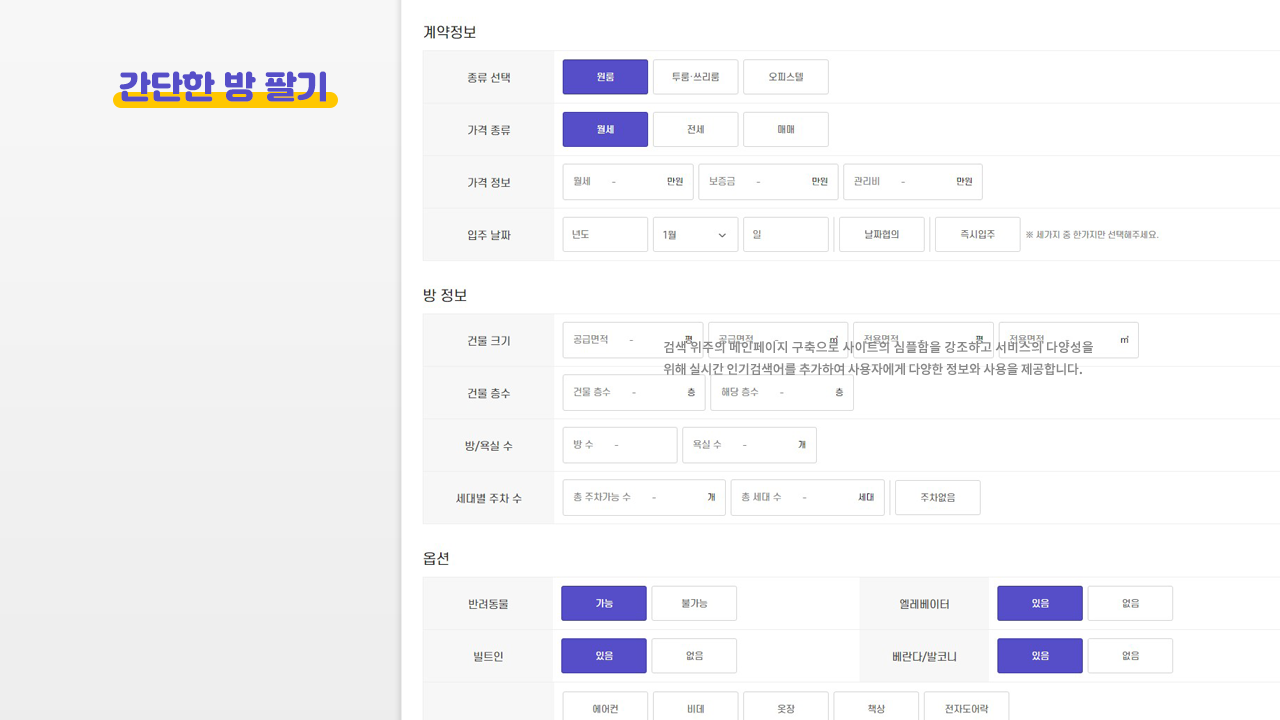 간단한 방 팔기
계약정보
종류 선택 원룸 투룸·쓰리룸 오피스텔
가격 종류 월세 전세 매매
가격 정보 월세 - 만원 보증금 - 만원 관리비 - 만원
입주 날짜 년도 1월 일 날짜협의 즉시입주 ※ 세가지 중 한가지만 선택해주세요.
방 정보
건물 크기 공급면적 - 평 공급면적 ㎡ 전용면적 평 전용면적 ㎡
검색 위주의 메인페이지 구축으로 사이트의 심플함을 강조하고 서비스의 다양성을
위해 실시간 인기검색어를 추가하여 사용자에게 다양한 정보와 사용을 제공합니다.
건물 층수 건물 층수 - 층 해당 층수 - 층
방/욕실 수 방 수 - 욕실 수 - 개
세대별 주차 수 총 주차가능 수 - 개 총 세대 수 - 세대 주차없음
옵션
반려동물 가능 불가능 엘레베이터 있음 없음
빌트인 있음 없음 베란다/발코니 있음 없음
에어컨 비데 옷장 책상 전자도어락